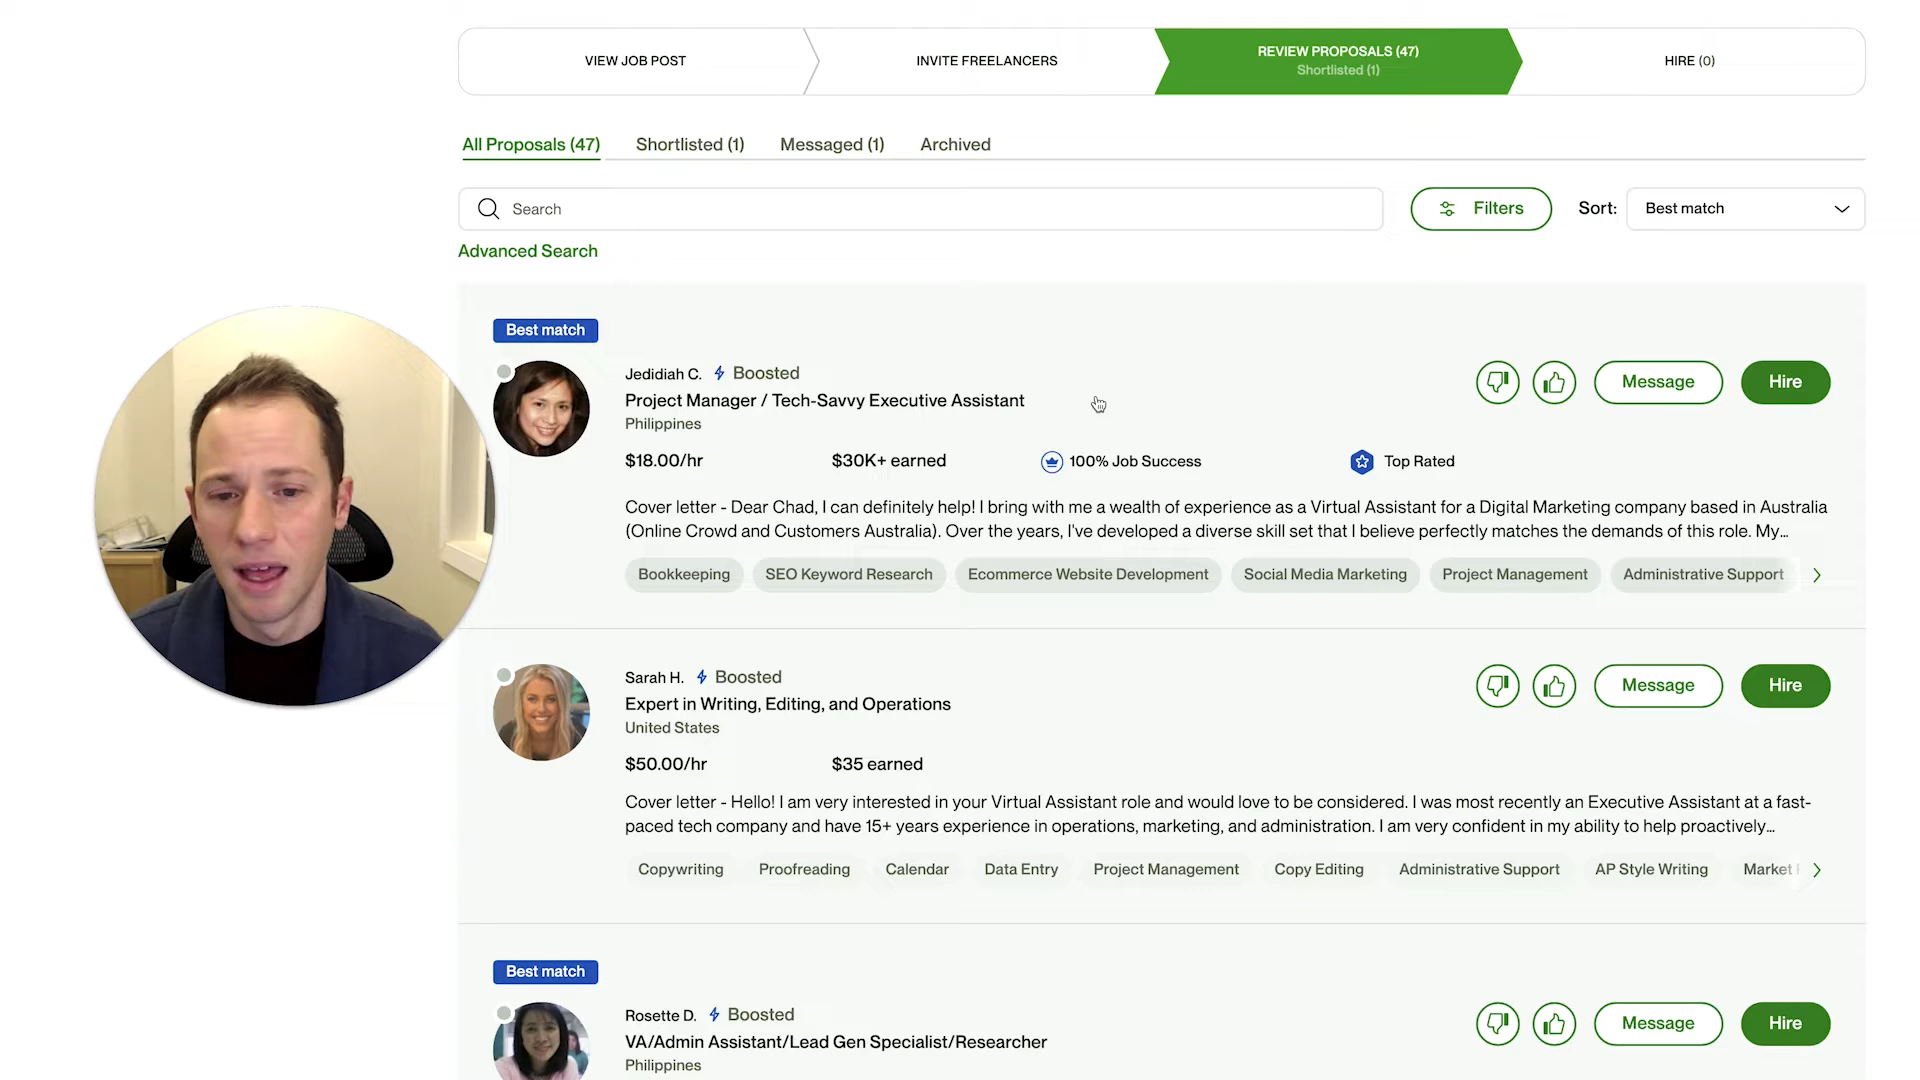 VIEW JOB POST
INVITE FREELANCERS
REVIEW PROPOSALS (47)
Shortlisted (1)
HIRE (0)
All Proposals (47)
Shortlisted (1)
Messaged (1)
Archived
Search
Filters
Sort:
Best match
Advanced Search
Best match
Jedidiah C.
Boosted
Project Manager / Tech-Savvy Executive Assistant
Philippines
Message
Hire
$18.00/hr
$30K+ earned
100% Job Success
Top Rated
Cover letter - Dear Chad, I can definitely help! I bring with me a wealth of experience as a Virtual Assistant for a Digital Marketing company based in Australia
(Online Crowd and Customers Australia). Over the years, I've developed a diverse skill set that I believe perfectly matches the demands of this role. My...
Bookkeeping
SEO Keyword Research
Ecommerce Website Development
Social Media Marketing
Project Management
Administrative Support
Sarah H.
Boosted
Expert in Writing, Editing, and Operations
United States
Message
Hire
$50.00/hr
$35 earned
Cover letter - Hello! I am very interested in your Virtual Assistant role and would love to be considered. I was most recently an Executive Assistant at a fast-
paced tech company and have 15+ years experience in operations, marketing, and administration. I am very confident in my ability to help proactively...
Copywriting
Proofreading
Calendar
Data Entry
Project Management
Copy Editing
Administrative Support
AP Style Writing
Market
Best match
Rosette D.
Boosted
VA/Admin Assistant/Lead Gen Specialist/Researcher
Philippines
Message
Hire